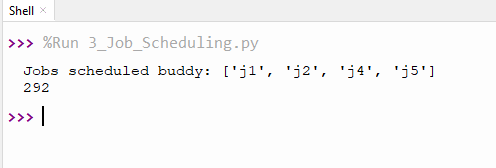 Shell ×
>>> %Run 3_Job_Scheduling.py
Jobs scheduled buddy: ['j1', 'j2', 'j4', 'j5']
292
>>>